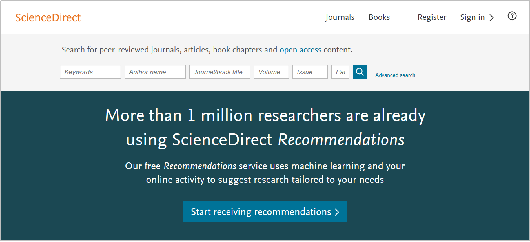 ScienceDirect
Journals Books Register Sign in >
Search for peer-reviewed journals, articles, book chapters and open access content.
Keywords Author name Journal/book title Volume Issue Advanced search
More than 1 million researchers are already
using ScienceDirect Recommendations
Our free Recommendations service uses machine learning and your
online activity to suggest research tailored to your needs
Start receiving recommendations >